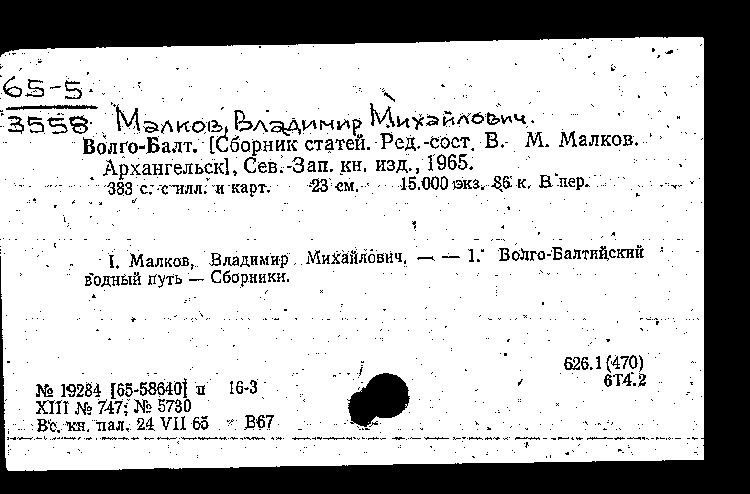 65-5
3558
Малков, Владимир Михайлович.
Волго-Балт. [Сборник статей. Ред.-сост. В. М. Малков.
Архангельск], Сев.-Зап. кн. изд., 1965.
383 с. с илл. и карт. 23 см. 15.000 экз. 86 к. В пер.
I. Малков, Владимир Михайлович. — — 1. Волго-Балтийский
водный путь — Сборники.
626.1 (470)
6Т4.2
№ 19284 [65-58640] п 16-3
XIII № 747; № 5730
Вс. кн. пал. 24 VII 65 В67